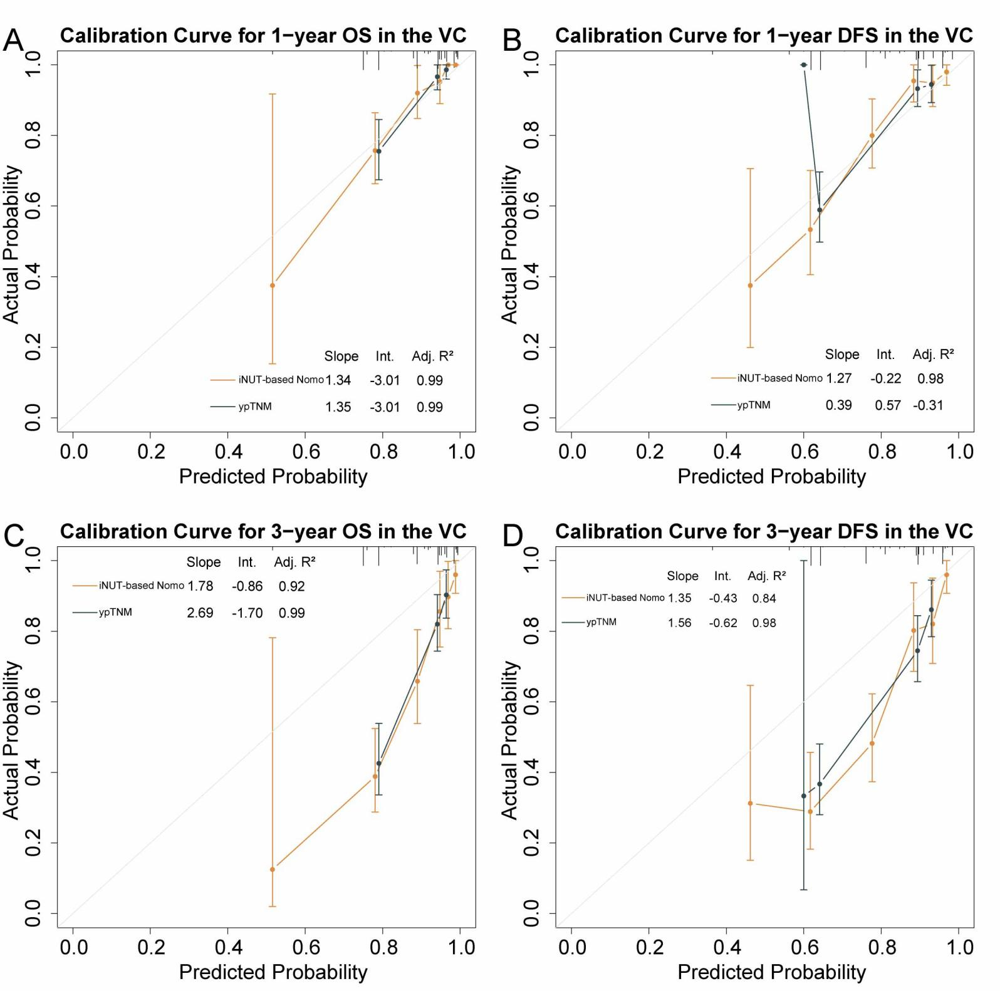 A Calibration Curve for 1−year OS in the VC
Actual Probability
1.0
0.8
0.6
0.4
0.2
0.0
Slope Int. Adj. R²
iNUT-based Nomo 1.34 -3.01 0.99
ypTNM 1.35 -3.01 0.99
0.0 0.2 0.4 0.6 0.8 1.0
Predicted Probability
B Calibration Curve for 1−year DFS in the VC
Actual Probability
1.0
0.8
0.6
0.4
0.2
0.0
Slope Int. Adj. R²
iNUT-based Nomo 1.27 -0.22 0.98
ypTNM 0.39 0.57 -0.31
0.0 0.2 0.4 0.6 0.8 1.0
Predicted Probability
C Calibration Curve for 3−year OS in the VC
Actual Probability
1.0
0.8
0.6
0.4
0.2
0.0
Slope Int. Adj. R²
iNUT-based Nomo 1.78 -0.86 0.92
ypTNM 2.69 -1.70 0.99
0.0 0.2 0.4 0.6 0.8 1.0
Predicted Probability
D Calibration Curve for 3−year DFS in the VC
Actual Probability
1.0
0.8
0.6
0.4
0.2
0.0
Slope Int. Adj. R²
iNUT-based Nomo 1.35 -0.43 0.84
ypTNM 1.56 -0.62 0.98
0.0 0.2 0.4 0.6 0.8 1.0
Predicted Probability